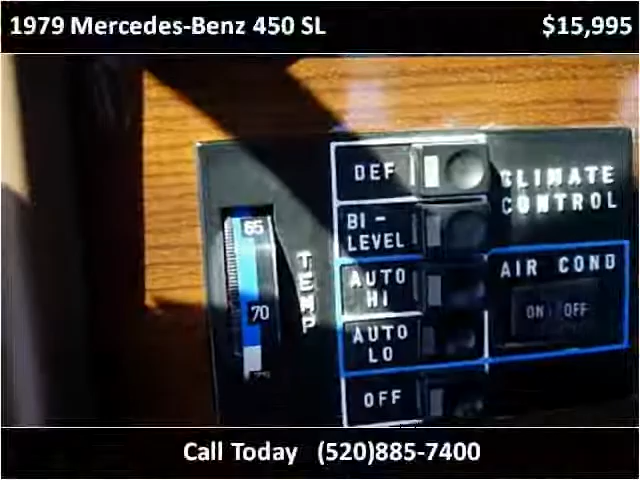 1979 Mercedes-Benz 450 SL $15,995
DEF
CLIMATE
CONTROL
BI-
LEVEL
65
TEMP
AUTO
HI
AIR COND
70
ON OFF
AUTO
LO
OFF
Call Today (520)885-7400